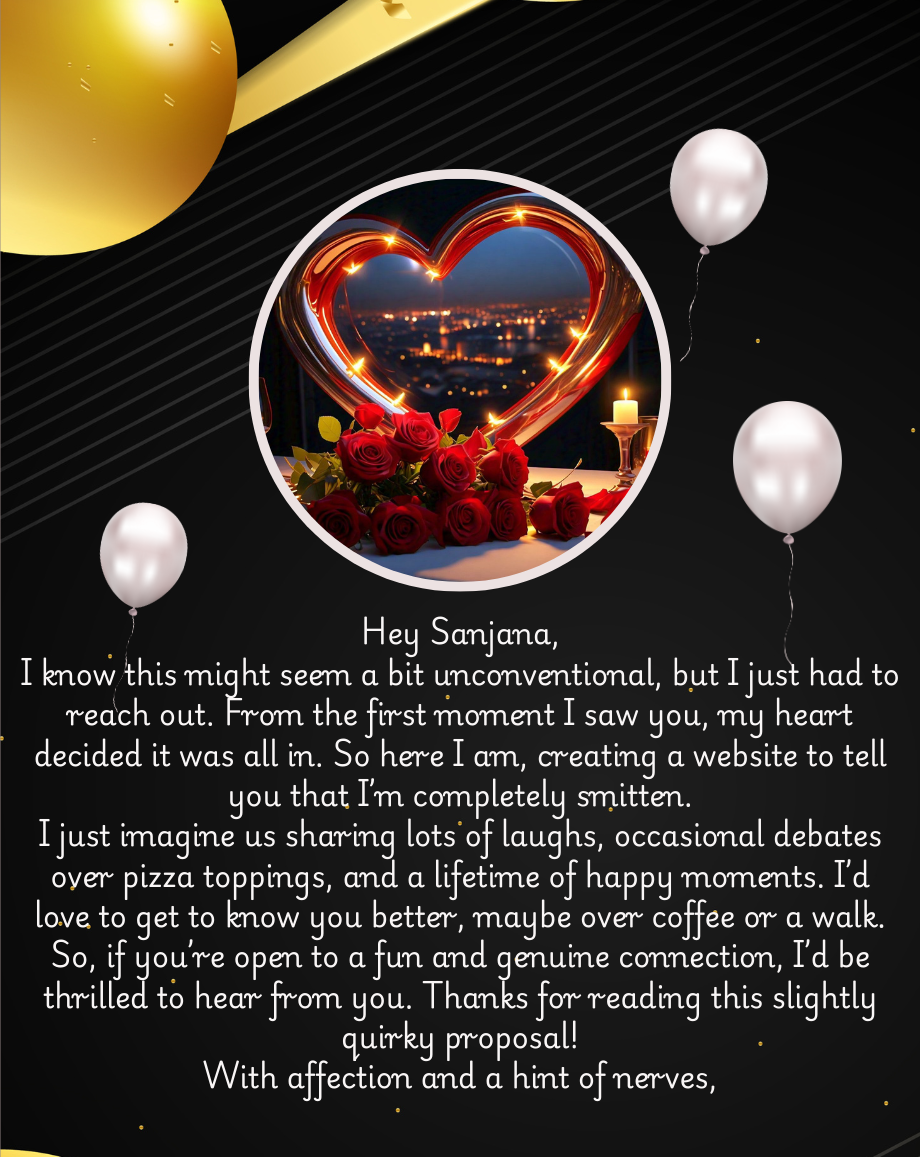 Hey Sanjana,
I know this might seem a bit unconventional, but I just had to
reach out. From the first moment I saw you, my heart
decided it was all in. So here I am, creating a website to tell
you that I’m completely smitten.
I just imagine us sharing lots of laughs, occasional debates
over pizza toppings, and a lifetime of happy moments. I’d
love to get to know you better, maybe over coffee or a walk.
So, if you’re open to a fun and genuine connection, I’d be
thrilled to hear from you. Thanks for reading this slightly
quirky proposal!
With affection and a hint of nerves,